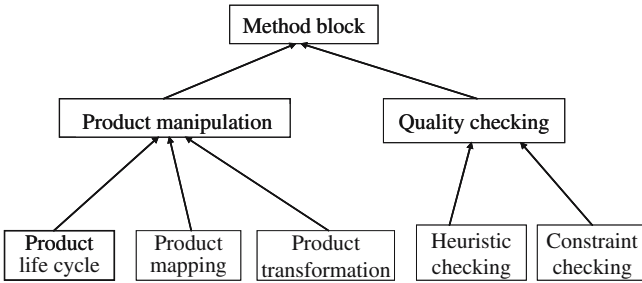 Method block
Product manipulation
Quality checking
Product
life cycle
Product
mapping
Product
transformation
Heuristic
checking
Constraint
checking